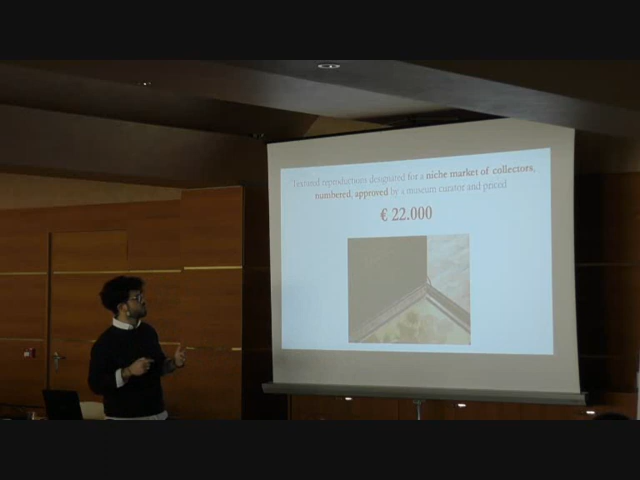 Textured reproductions designated for a niche market of collectors,
numbered, approved by a museum curator and priced
€ 22.000